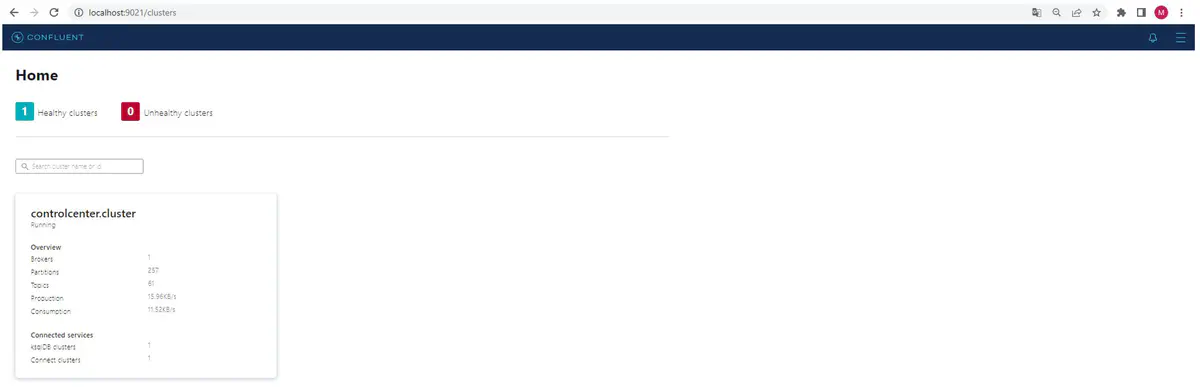 localhost:9021/clusters
M
CONFLUENT
Home
1 Healthy clusters 0 Unhealthy clusters
Search cluster name or id
controlcenter.cluster
Running
Overview
Brokers 1
Partitions 257
Topics 61
Production 15.96KB/s
Consumption 11.52KB/s
Connected services
ksqlDB clusters 1
Connect clusters 1